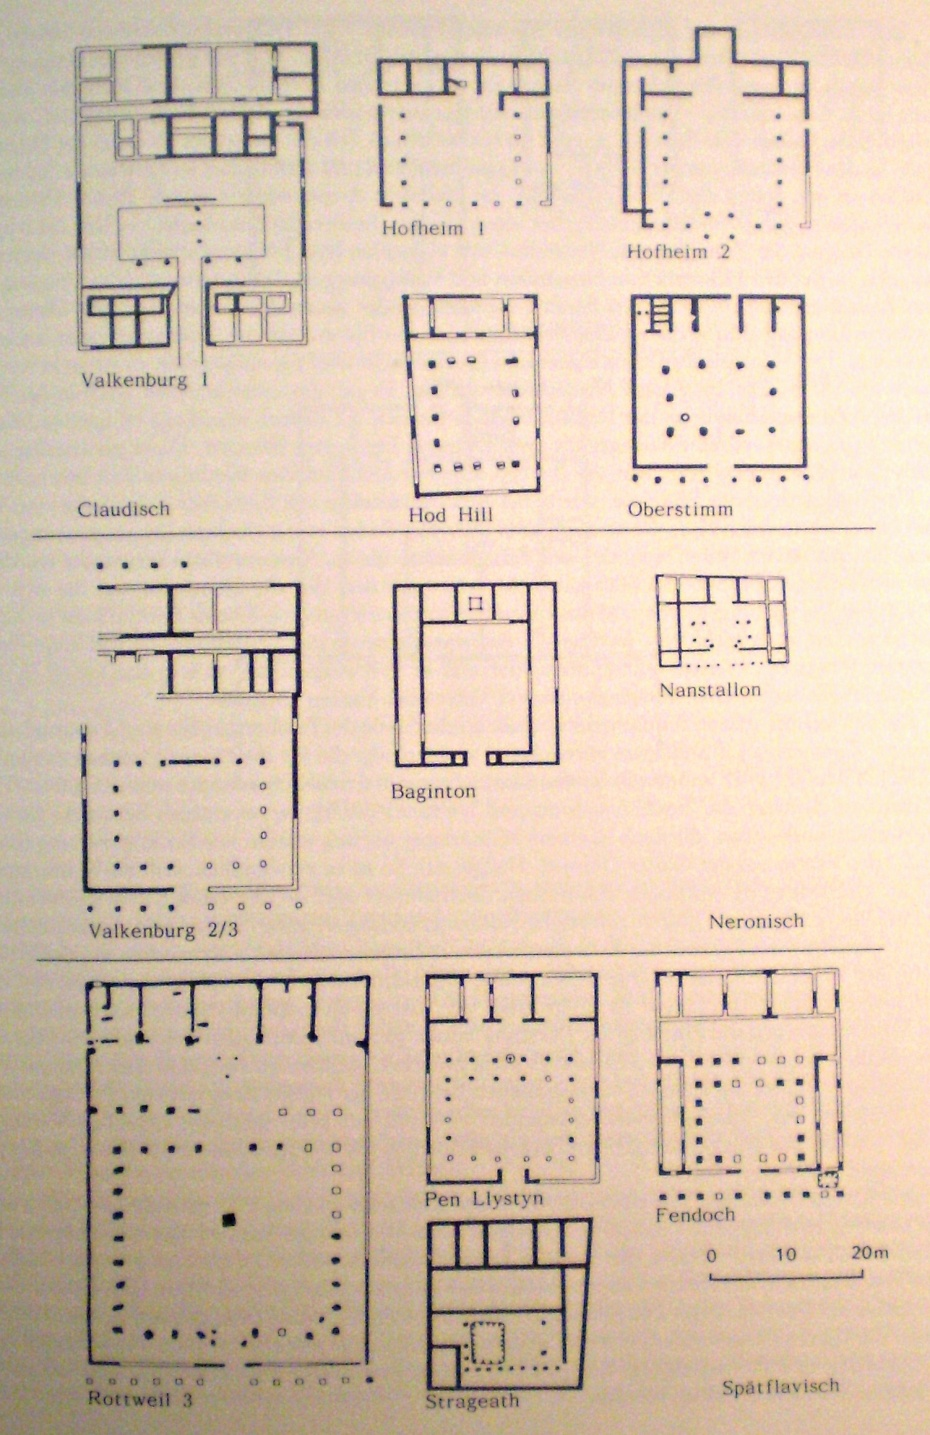 Hofheim 1
Hofheim 2
Valkenburg 1
Claudisch
Hod Hill
Oberstimm
Nanstallon
Baginton
Valkenburg 2/3
Neronisch
Pen Llystyn
Fendoch
0 10 20m
Rottweil 3
Strageath
Spätflavisch